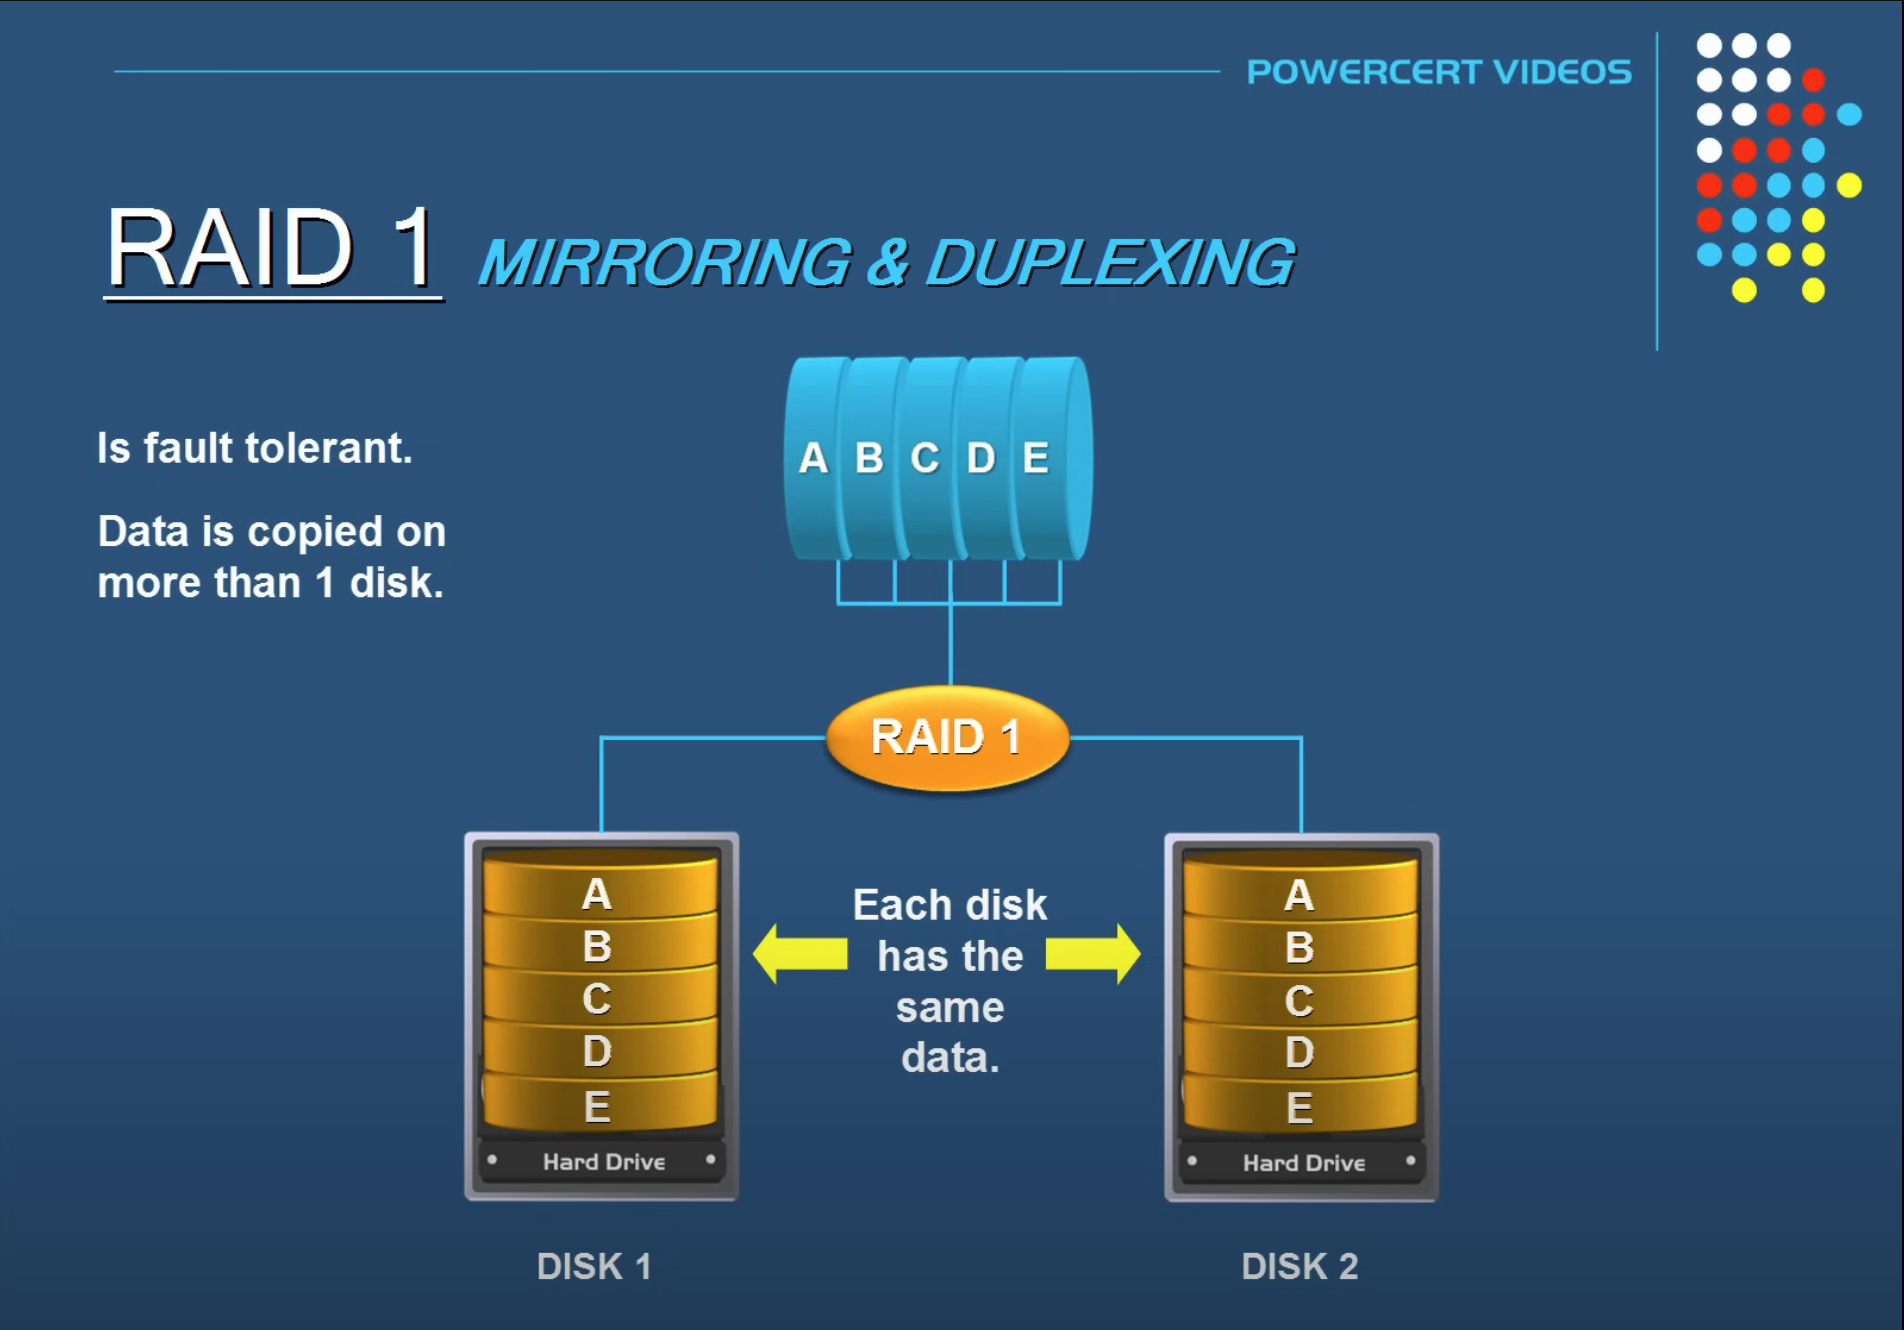 POWERCERT VIDEOS
RAID 1 MIRRORING & DUPLEXING
Is fault tolerant.
Data is copied on
more than 1 disk.
A B C D E
RAID 1
A
B
C
D
E
Hard Drive
DISK 1
Each disk
has the
same
data.
A
B
C
D
E
Hard Drive
DISK 2